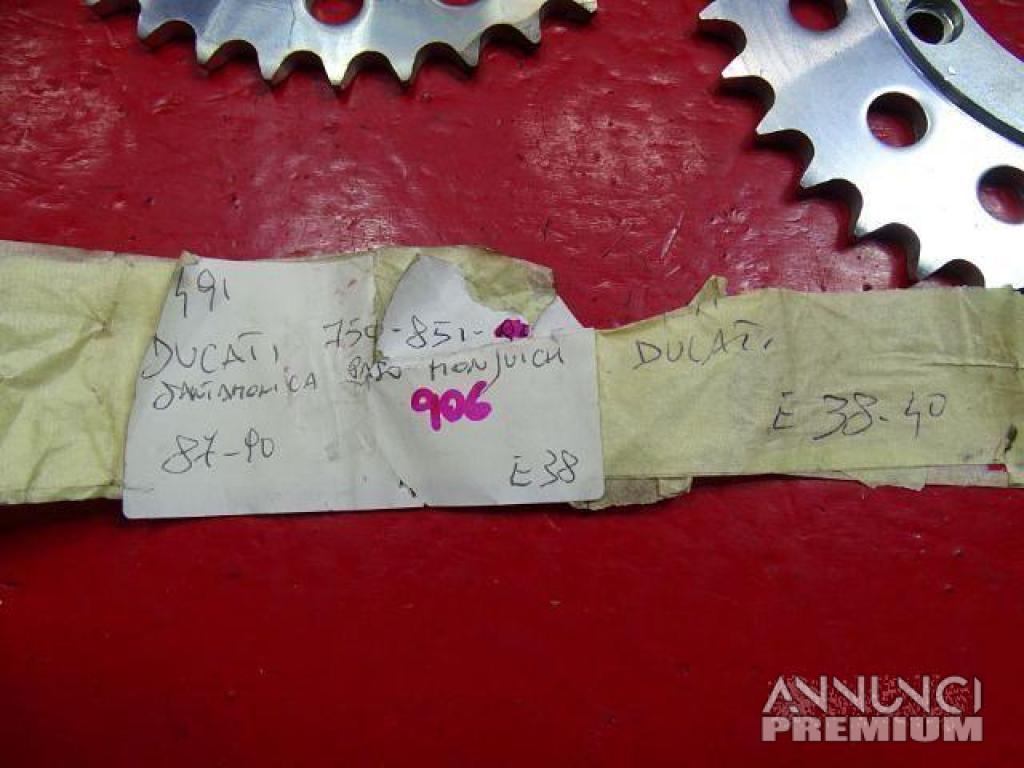 491
DUCATI 750-851-
SANTAMONICA PASO MONJUICH
906
87-90
E38
DUCATI
E 38-40
ANNUNCI
PREMIUM